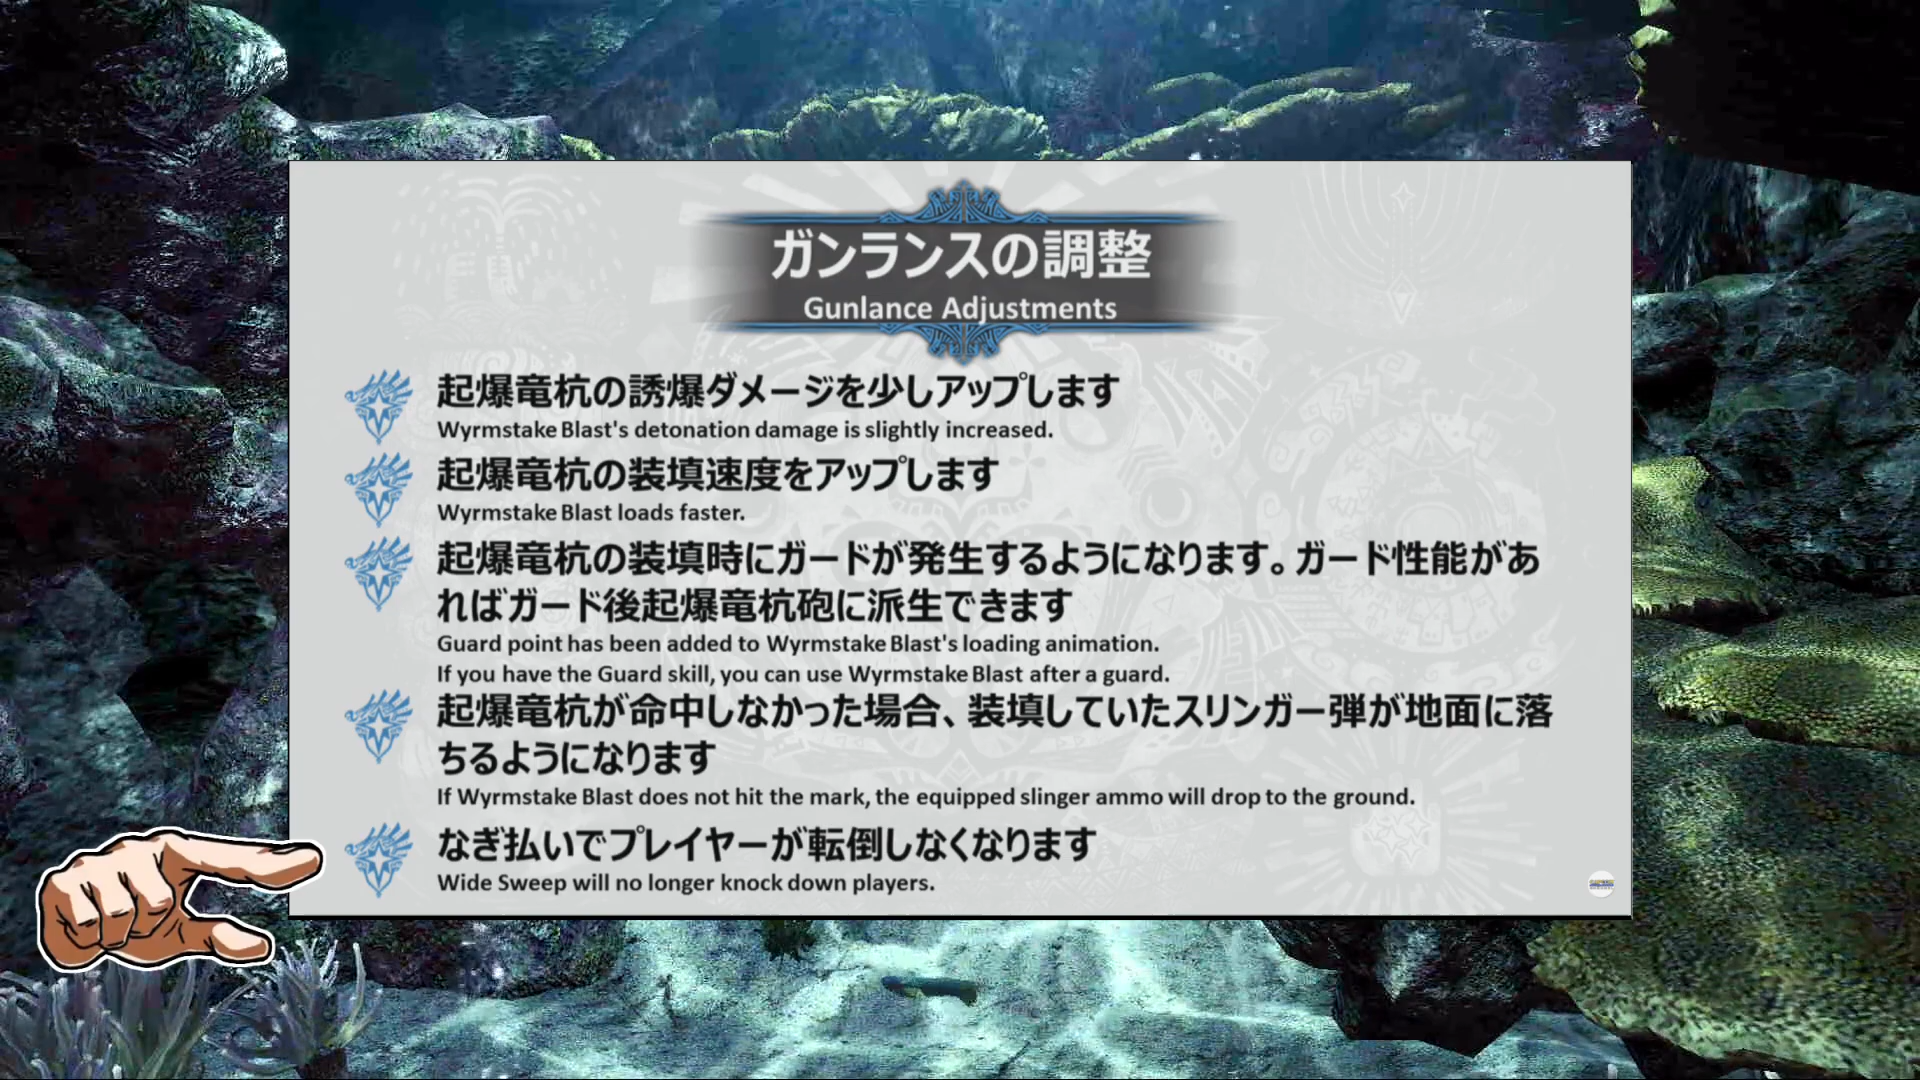 ガンランスの調整
Gunlance Adjustments
起爆竜杭の誘爆ダメージを少しアップします
Wyrmstake Blast's detonation damage is slightly increased.
起爆竜杭の装填速度をアップします
Wyrmstake Blast loads faster.
起爆竜杭の装填時にガードが発生するようになります。ガード性能があ
ればガード後起爆竜杭砲に派生できます
Guard point has been added to Wyrmstake Blast's loading animation.
If you have the Guard skill, you can use Wyrmstake Blast after a guard.
起爆竜杭が命中しなかった場合、装填していたスリンガー弾が地面に落
ちるようになります
If Wyrmstake Blast does not hit the mark, the equipped slinger ammo will drop to the ground.
なぎ払いでプレイヤーが転倒しなくなります
Wide Sweep will no longer knock down players.